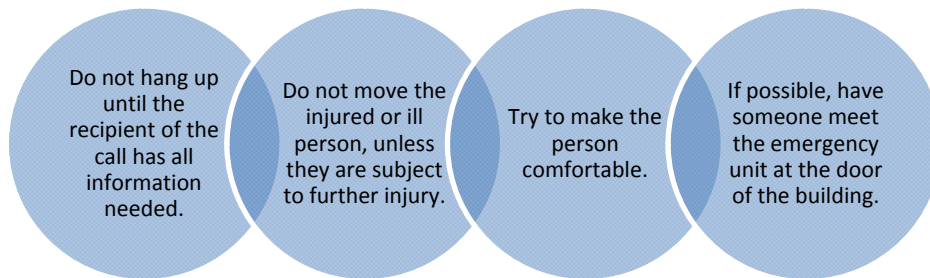 Do not hang up
until the
recipient of the
call has all
information
needed.
Do not move the
injured or ill
person, unless
they are subject
to further injury.
Try to make the
person
comfortable.
If possible, have
someone meet
the emergency
unit at the door
of the building.